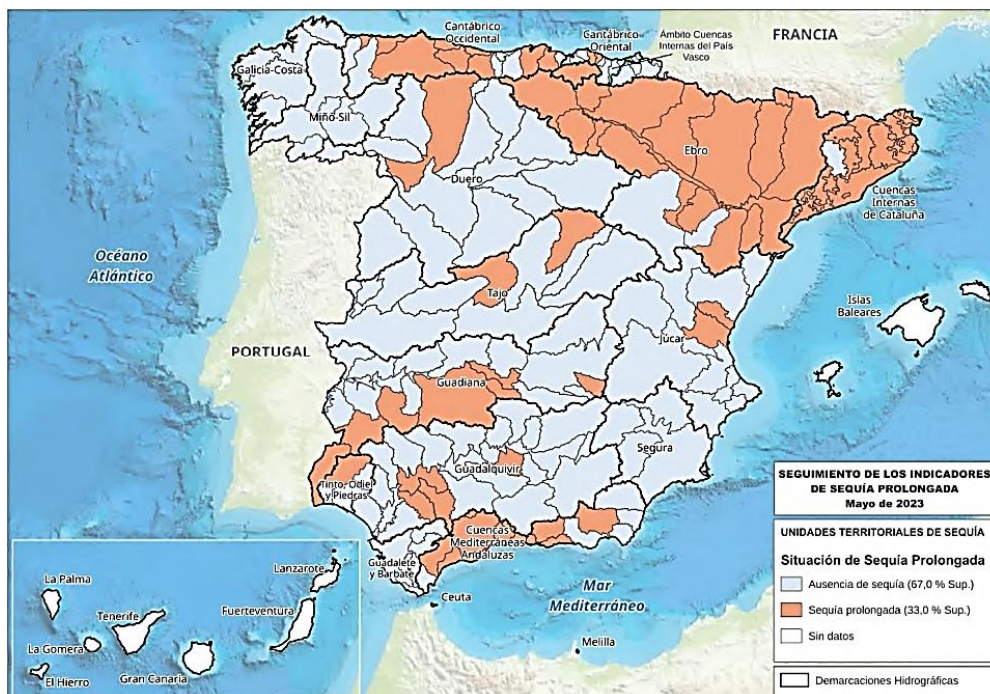 Cantábrico
Occidental
Cantábrico
Oriental
Ámbito Cuencas
Internas del País
Vasco
FRANCIA
Galicia-Costa
Miño-Sil
Ebro
Duero
Cuencas
Internas
de Cataluña
Océano
Atlántico
Tajo
Islas
Baleares
PORTUGAL
Júcar
Guadiana
Segura
Guadalquivir
Tinto, Odiel
y Piedras
Cuencas
Mediterráneas
Andaluzas
Guadalete
y Barbate
Ceuta
Mar
Mediterráneo
Melilla
La Palma
Lanzarote
Tenerife
Fuerteventura
La Gomera
El Hierro
Gran Canaria
SEGUIMIENTO DE LOS INDICADORES
DE SEQUÍA PROLONGADA
Mayo de 2023
UNIDADES TERRITORIALES DE SEQUÍA
Situación de Sequía Prolongada
Ausencia de sequía (67,0 % Sup.)
Sequía prolongada (33,0 % Sup.)
Sin datos
Demarcaciones Hidrográficas